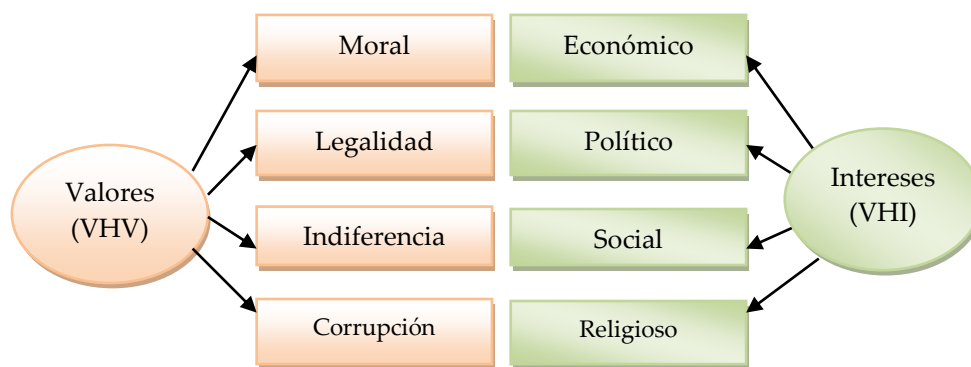 Moral
Económico
Legalidad
Político
Valores
(VHV)
Intereses
(VHI)
Indiferencia
Social
Corrupción
Religioso